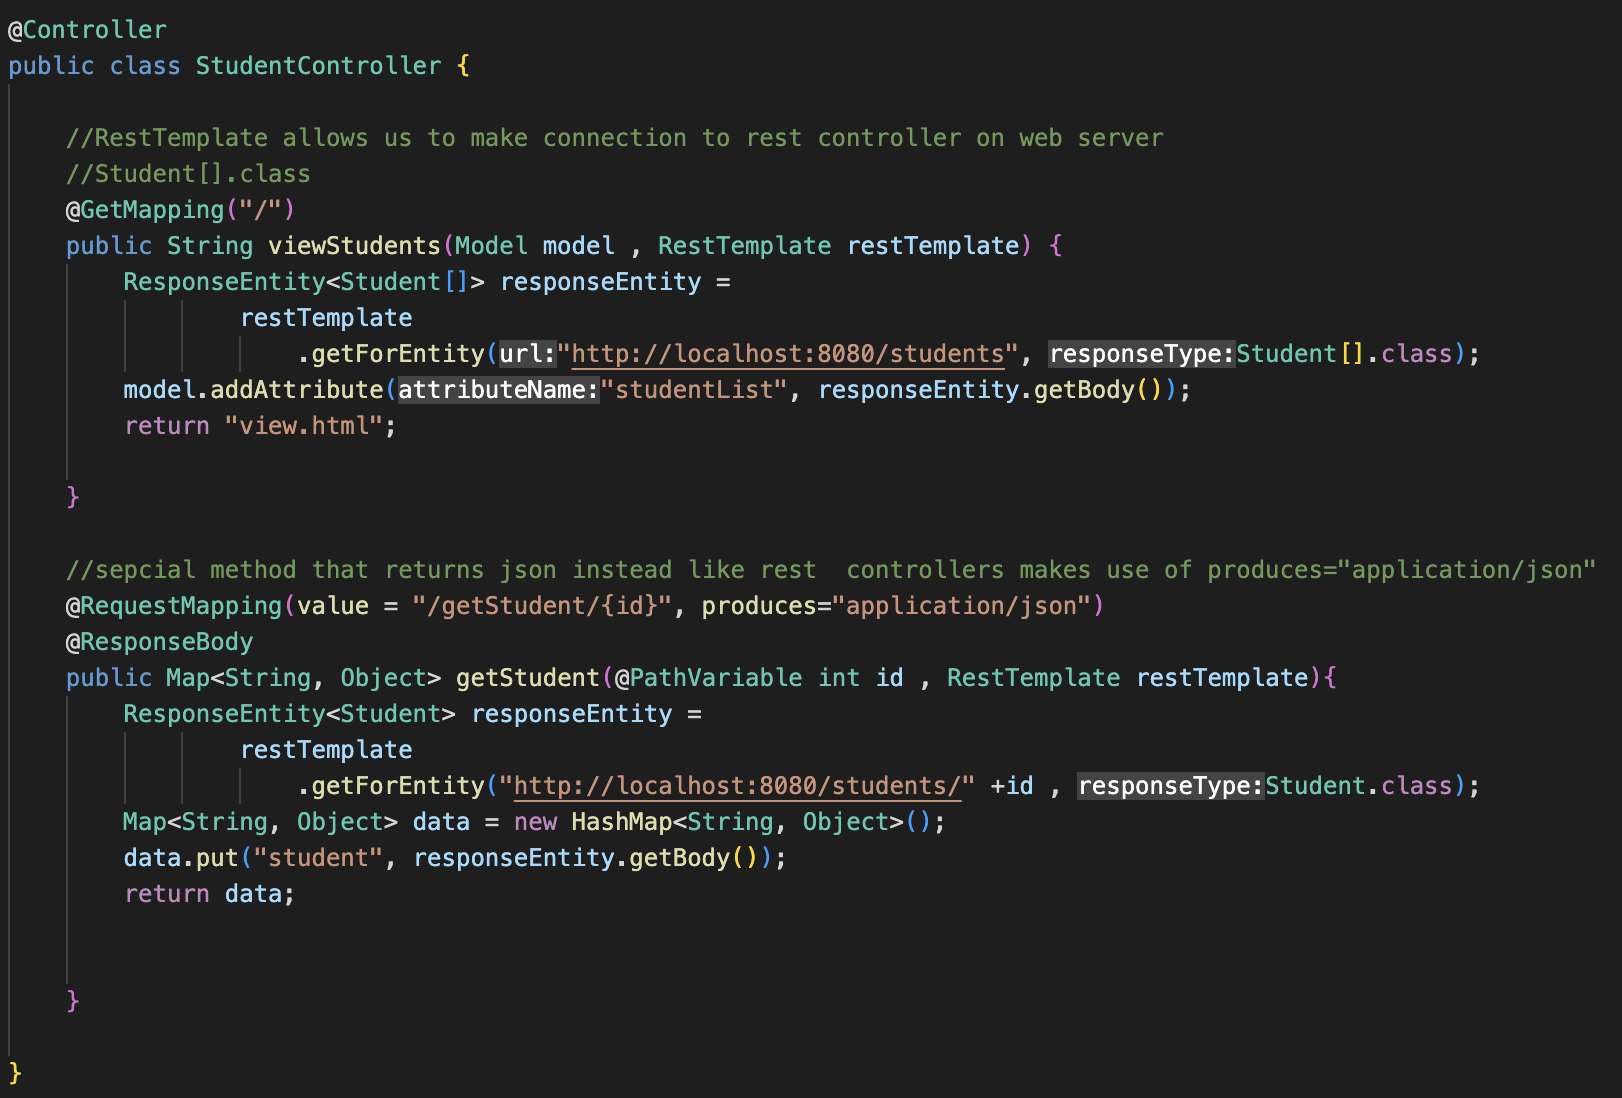 @Controller
public class StudentController {
//RestTemplate allows us to make connection to rest controller on web server
//Student[].class
@GetMapping("/")
public String viewStudents(Model model , RestTemplate restTemplate) {
ResponseEntity<Student[]> responseEntity =
restTemplate
.getForEntity(url:"http://localhost:8080/students", responseType:Student[].class);
model.addAttribute(attributeName:"studentList", responseEntity.getBody());
return "view.html";
}
//sepcial method that returns json instead like rest  controllers makes use of produces="application/json"
@RequestMapping(value = "/getStudent/{id}", produces="application/json")
@ResponseBody
public Map<String, Object> getStudent(@PathVariable int id , RestTemplate restTemplate){
ResponseEntity<Student> responseEntity =
restTemplate
.getForEntity("http://localhost:8080/students/" +id , responseType:Student.class);
Map<String, Object> data = new HashMap<String, Object>();
data.put("student", responseEntity.getBody());
return data;
}
}